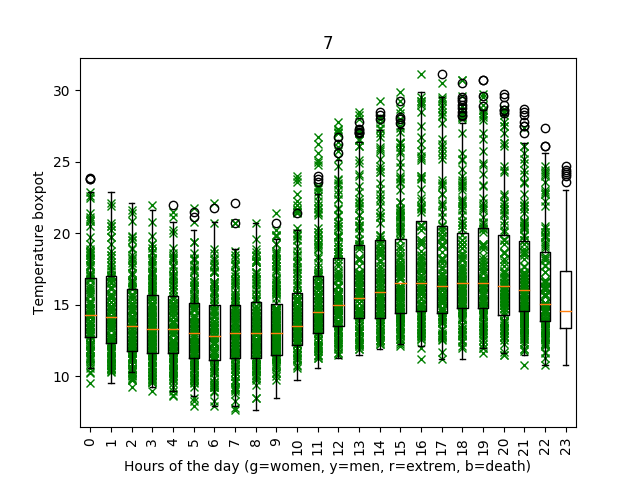 7
30
25
20
15
10
Temperature boxpot
0 1 2 3 4 5 6 7 8 9 10 11 12 13 14 15 16 17 18 19 20 21 22 23
Hours of the day (g=women, y=men, r=extrem, b=death)